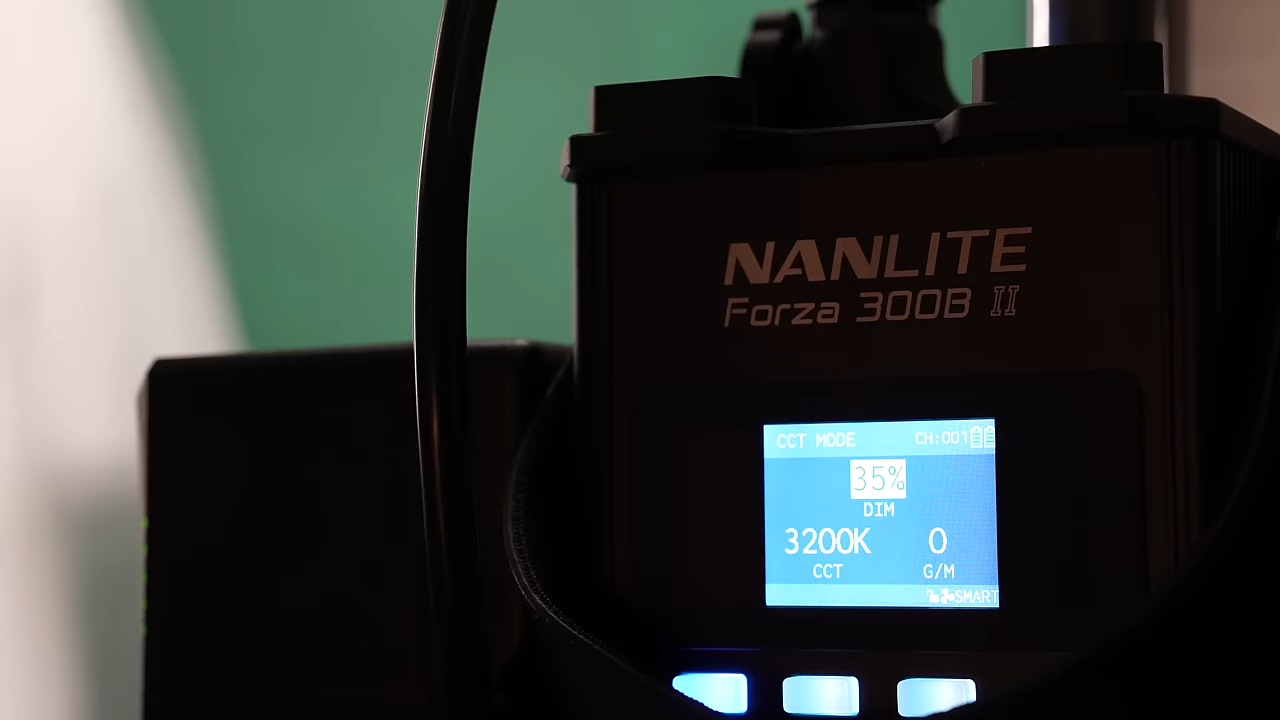 NANLITE
Forza 300B II
CCT MODE CH:001
35%
DIM
3200K 0
CCT G/M
SMART